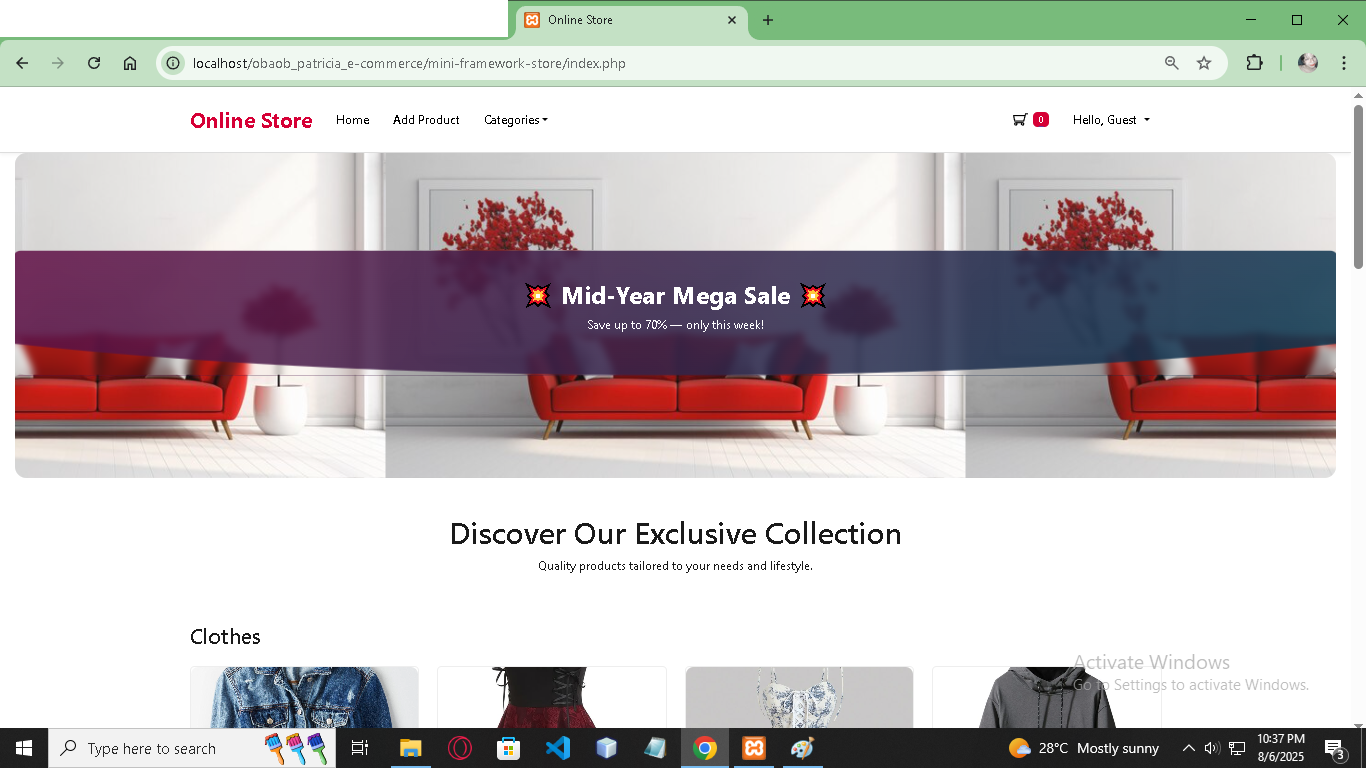 Online Store
localhost/obaob_patricia_e-commerce/mini-framework-store/index.php
Online Store Home Add Product Categories 0 Hello, Guest
💥 Mid-Year Mega Sale 💥
Save up to 70% — only this week!
Discover Our Exclusive Collection
Quality products tailored to your needs and lifestyle.
Clothes
Activate Windows
Go to Settings to activate Windows.
Type here to search
28°C Mostly sunny
10:37 PM
8/6/2025
3